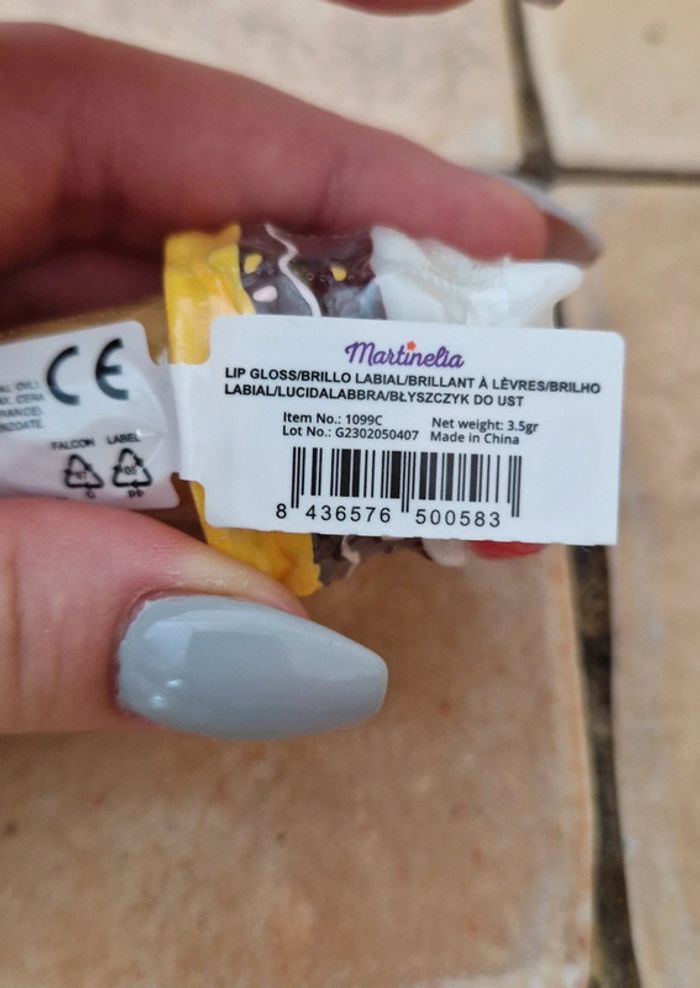 Martinelia
LIP GLOSS/BRILLO LABIAL/BRILLANT À LÈVRES/BRILHO
LABIAL/LUCIDALABBRA/BŁYSZCZYK DO UST
Item No.: 1099C Net weight: 3.5gr
Lot No.: G2302050407 Made in China
8 436576 500583
CE
FALCON LABEL
PP